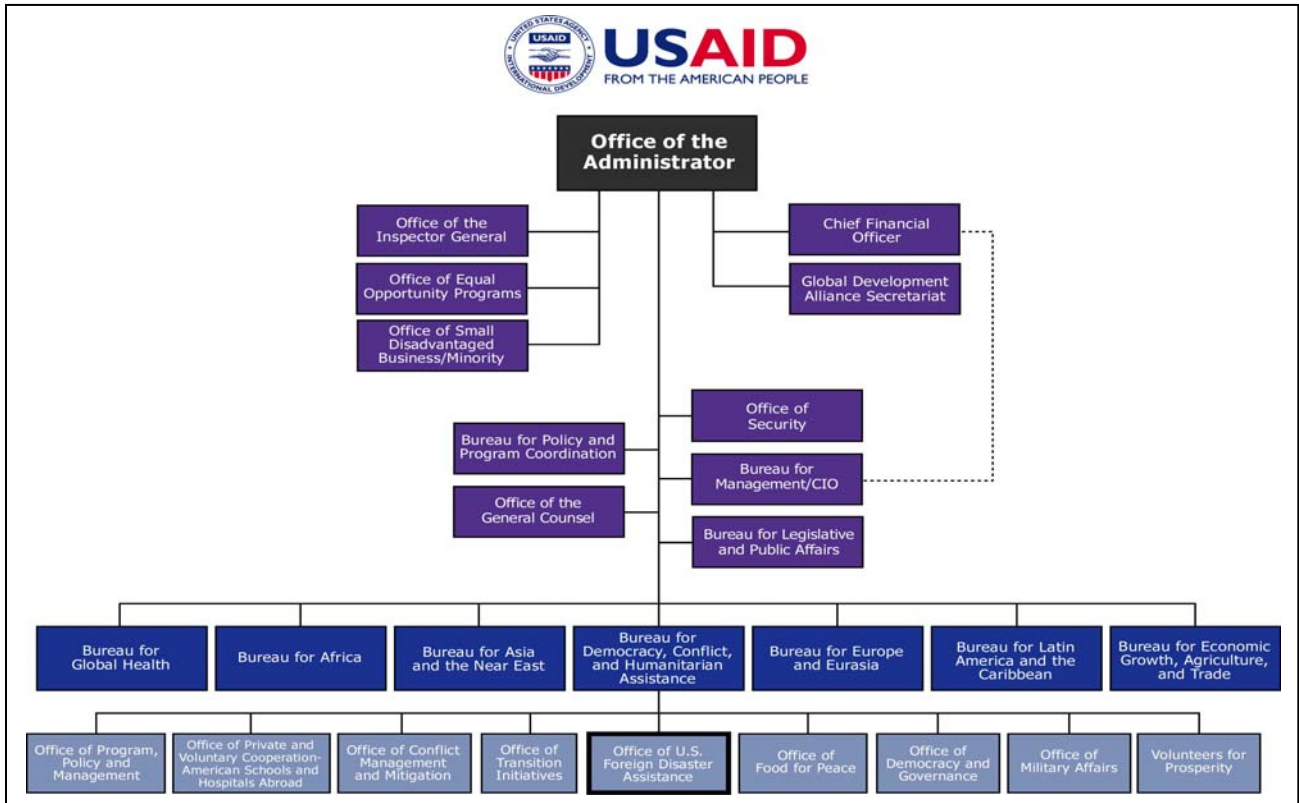 UNITED STATES AGENCY
USAID
INTERNATIONAL DEVELOPMENT
USAID
FROM THE AMERICAN PEOPLE
Office of the
Administrator
Office of the
Inspector General
Chief Financial
Officer
Office of Equal
Opportunity Programs
Global Development
Alliance Secretariat
Office of Small
Disadvantaged
Business/Minority
Office of
Security
Bureau for Policy and
Program Coordination
Bureau for
Management/CIO
Office of the
General Counsel
Bureau for Legislative
and Public Affairs
Bureau for
Global Health
Bureau for Africa
Bureau for Asia
and the Near East
Bureau for
Democracy, Conflict,
and Humanitarian
Assistance
Bureau for Europe
and Eurasia
Bureau for Latin
America and the
Caribbean
Bureau for Economic
Growth, Agriculture,
and Trade
Office of Program,
Policy and
Management
Office of Private and
Voluntary Cooperation-
American Schools and
Hospitals Abroad
Office of Conflict
Management
and Mitigation
Office of
Transition
Initiatives
Office of U.S.
Foreign Disaster
Assistance
Office of
Food for Peace
Office of
Democracy and
Governance
Office of
Military Affairs
Volunteers for
Prosperity